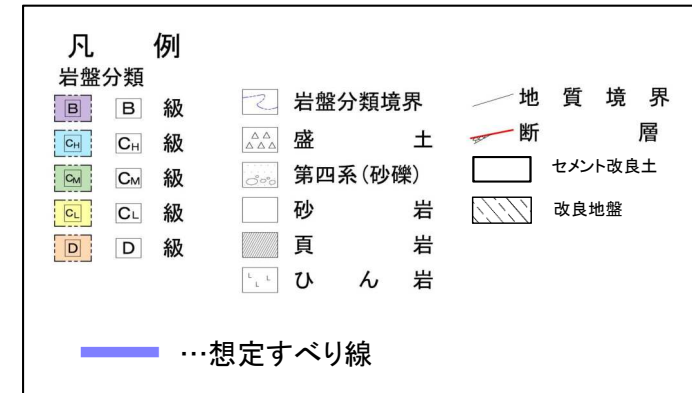 凡 例
岩盤分類
B B 級
CH CH 級
CM CM 級
CL CL 級
D D 級
岩盤分類境界
盛 土
第四系(砂礫)
砂 岩
頁 岩
ひ ん 岩
地 質 境 界
断 層
セメント改良土
改良地盤
…想定すべり線